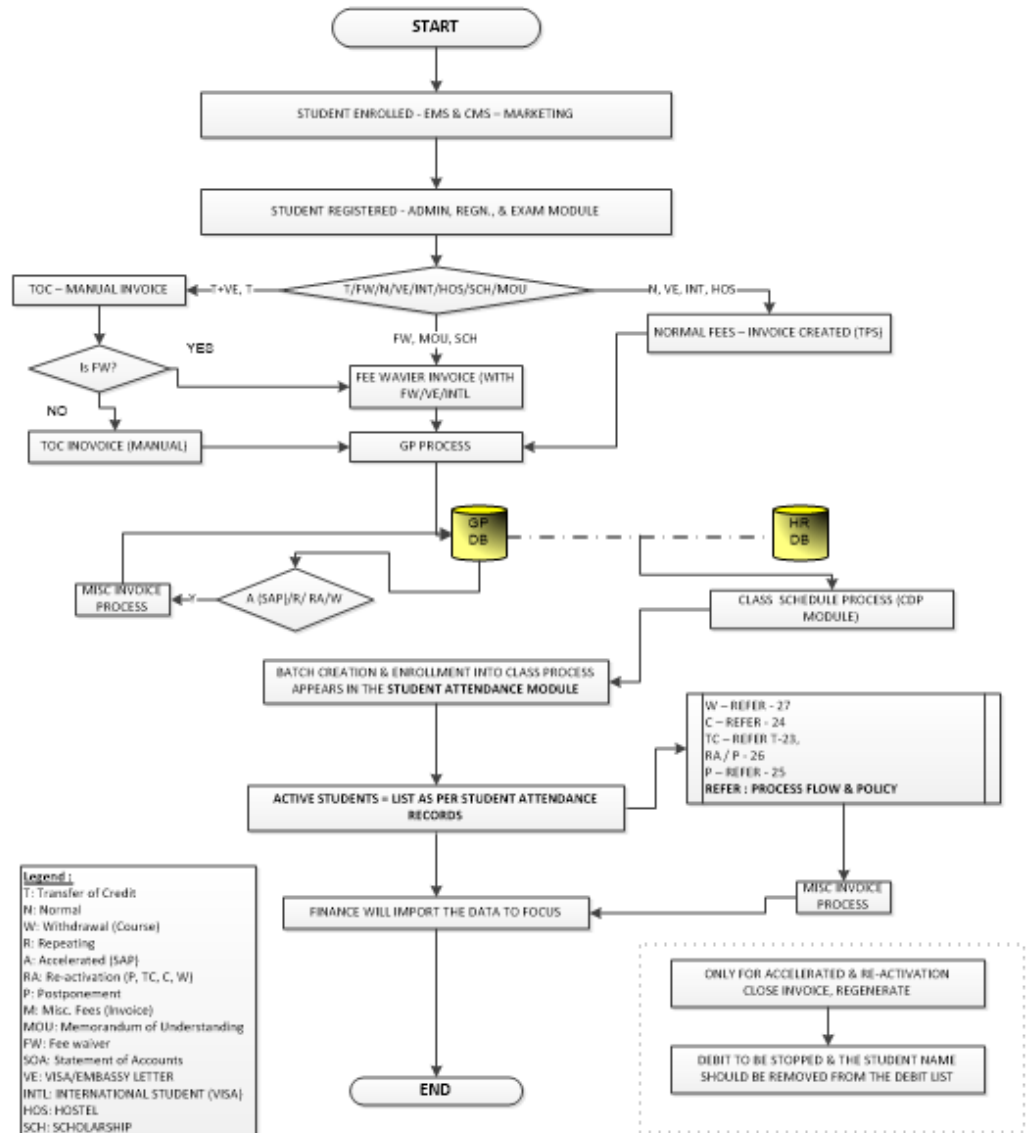 START
STUDENT ENROLLED - EMS & CMS – MARKETING
STUDENT REGISTERED - ADMIN, REGN., & EXAM MODULE
TOC – MANUAL INVOICE
T+VE, T
T/FW/N/VE/INT/HOS/SCH/MOU
N, VE, INT, HOS
FW, MOU, SCH
NORMAL FEES – INVOICE CREATED (TPS)
YES
Is FW?
FEE WAVIER INVOICE (WITH
FW/VE/INTL
NO
TOC INOVOICE (MANUAL)
GP PROCESS
GP
DB
HR
DB
MISC INVOICE
PROCESS
Y
A (SAP)/R/ RA/W
CLASS SCHEDULE PROCESS (CDP
MODULE)
BATCH CREATION & ENROLLMENT INTO CLASS PROCESS
APPEARS IN THE STUDENT ATTENDANCE MODULE
W – REFER - 27
C – REFER - 24
TC – REFER T-23,
RA / P - 26
P – REFER - 25
REFER : PROCESS FLOW & POLICY
ACTIVE STUDENTS = LIST AS PER STUDENT ATTENDANCE
RECORDS
MISC INVOICE
PROCESS
FINANCE WILL IMPORT THE DATA TO FOCUS
Legend :
T: Transfer of Credit
N: Normal
W: Withdrawal (Course)
R: Repeating
A: Accelerated (SAP)
RA: Re-activation (P, TC, C, W)
P: Postponement
M: Misc. Fees (Invoice)
MOU: Memorandum of Understanding
FW: Fee waiver
SOA: Statement of Accounts
VE: VISA/EMBASSY LETTER
INTL: INTERNATIONAL STUDENT (VISA)
HOS: HOSTEL
SCH: SCHOLARSHIP
ONLY FOR ACCELERATED & RE-ACTIVATION
CLOSE INVOICE, REGENERATE
DEBIT TO BE STOPPED & THE STUDENT NAME
SHOULD BE REMOVED FROM THE DEBIT LIST
END